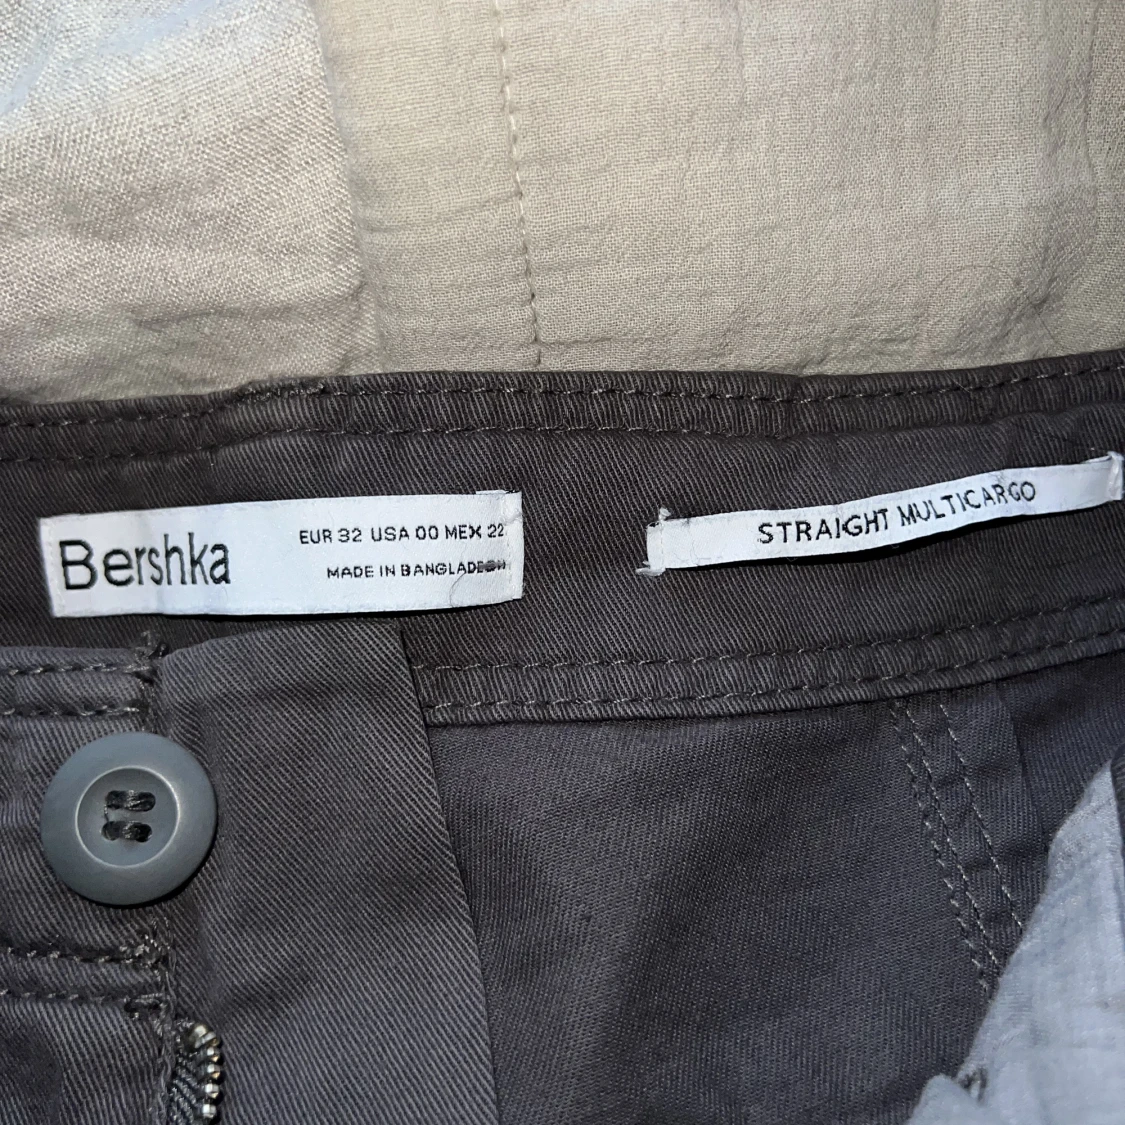 Bershka
EUR 32 USA 00 MEX 22
MADE IN BANGLADESH
STRAIGHT MULTICARGO